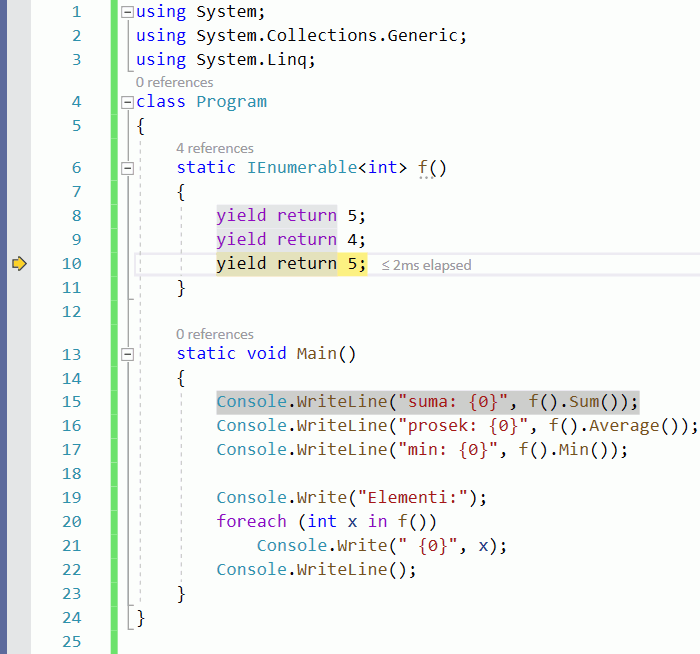 1 using System;
2 using System.Collections.Generic;
3 using System.Linq;
0 references
4 class Program
5 {
4 references
6 static IEnumerable<int> f()
7 {
8 yield return 5;
9 yield return 4;
10 yield return 5; ≤ 2ms elapsed
11 }
12
0 references
13 static void Main()
14 {
15 Console.WriteLine("suma: {0}", f().Sum());
16 Console.WriteLine("prosek: {0}", f().Average());
17 Console.WriteLine("min: {0}", f().Min());
18
19 Console.Write("Elementi:");
20 foreach (int x in f())
21 Console.Write(" {0}", x);
22 Console.WriteLine();
23 }
24 }
25